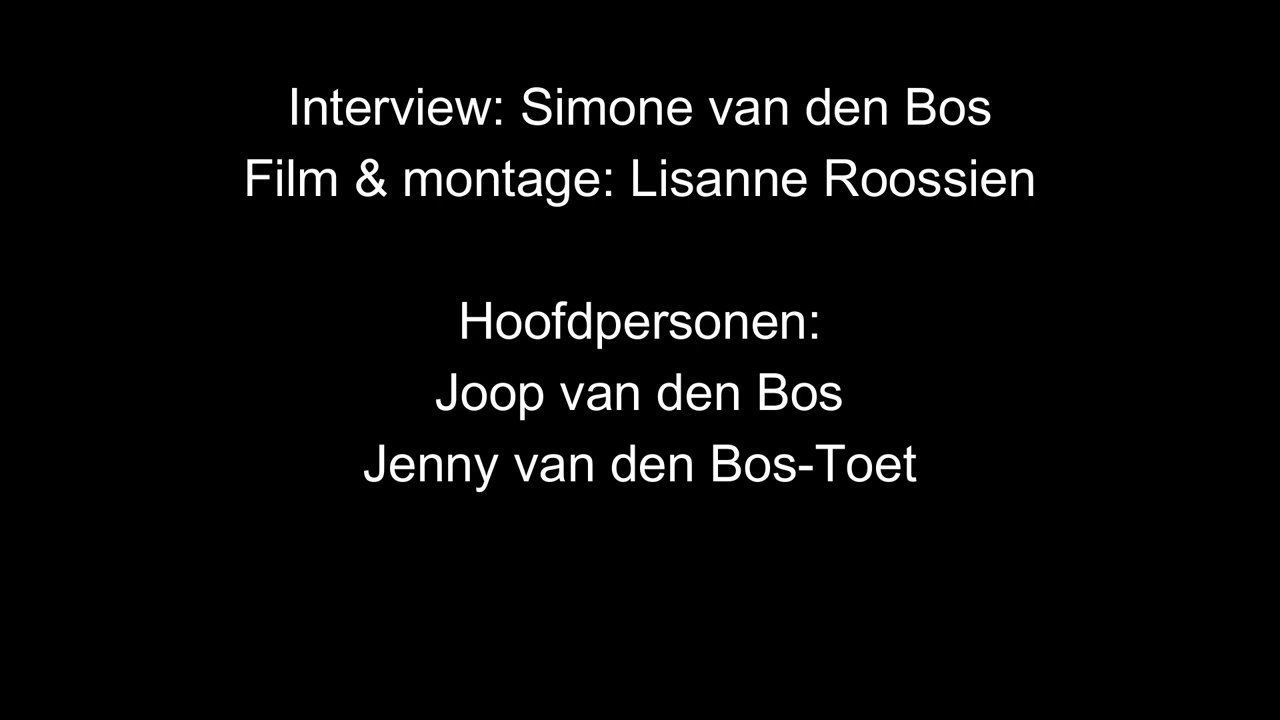 Interview: Simone van den Bos
Film & montage: Lisanne Roossien
Hoofdpersonen:
Joop van den Bos
Jenny van den Bos-Toet